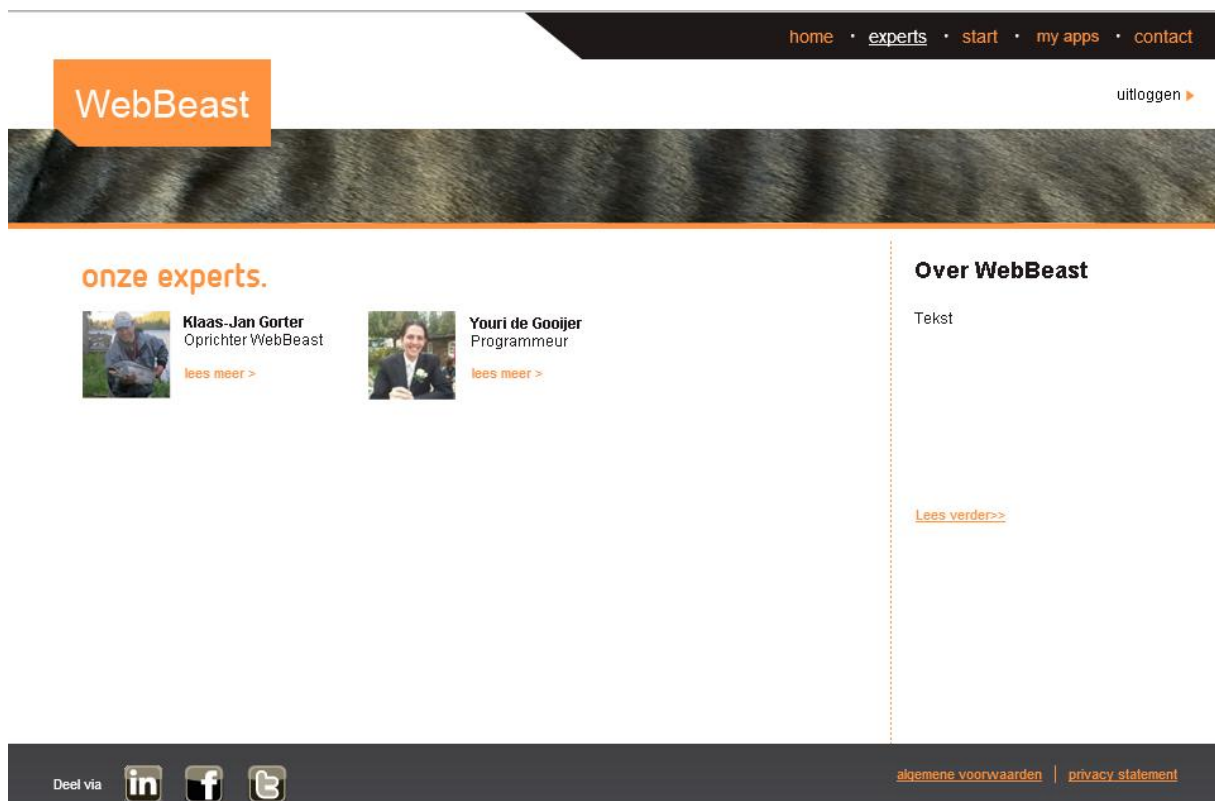 home · experts · start · my apps · contact
WebBeast
uitloggen
onze experts.
Klaas-Jan Gorter
Oprichter WebBeast
lees meer >
Youri de Gooijer
Programmeur
lees meer >
Over WebBeast
Tekst
Lees verder>>
Deel via
in f t
algemene voorwaarden | privacy statement